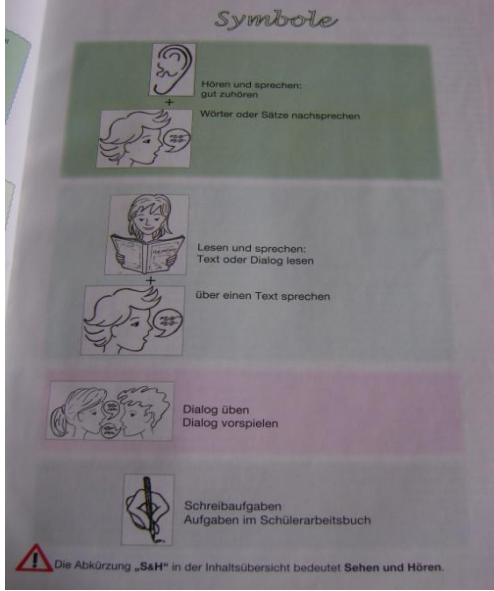 Symbole
Hören und sprechen:
gut zuhören
+
Wörter oder Sätze nachsprechen
Lesen und sprechen:
Text oder Dialog lesen
+
über einen Text sprechen
Dialog üben
Dialog vorspielen
Schreibaufgaben
Aufgaben im Schülerarbeitsbuch
Die Abkürzung „S&H“ in der Inhaltsübersicht bedeutet Sehen und Hören.